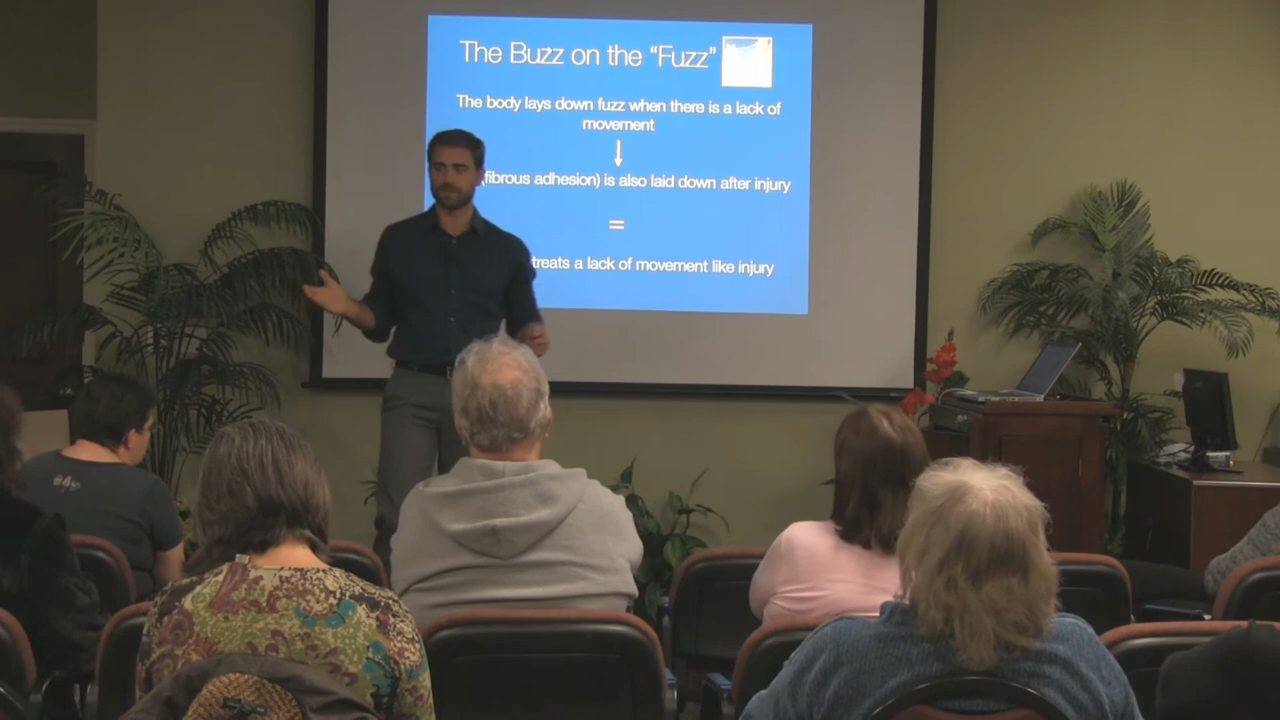 The Buzz on the "Fuzz"
The body lays down fuzz when there is a lack of
movement
(fibrous adhesion) is also laid down after injury
=
treats a lack of movement like injury